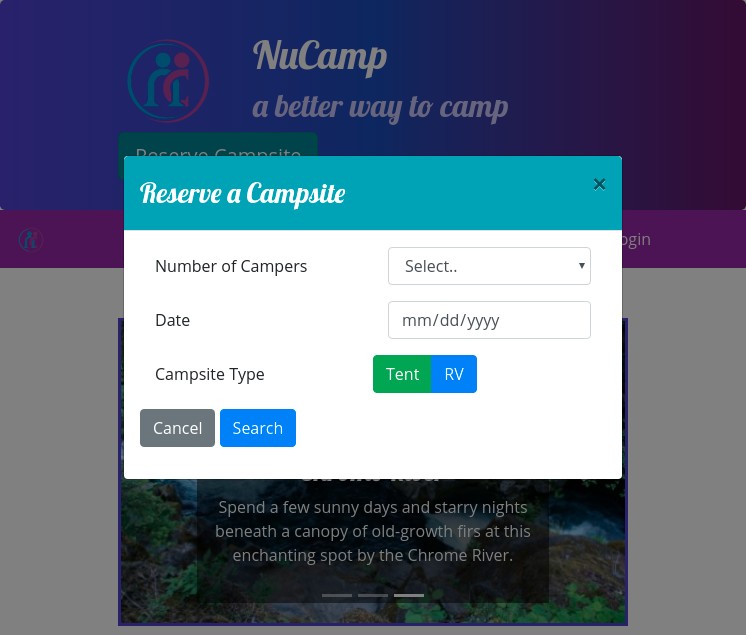 NuCamp
a better way to camp
Reserve Campsite
Reserve a Campsite
×
ogin
Number of Campers
Select..
Date
mm/dd/yyyy
Campsite Type
Tent RV
Cancel Search
River
Spend a few sunny days and starry nights
beneath a canopy of old-growth firs at this
enchanting spot by the Chrome River.